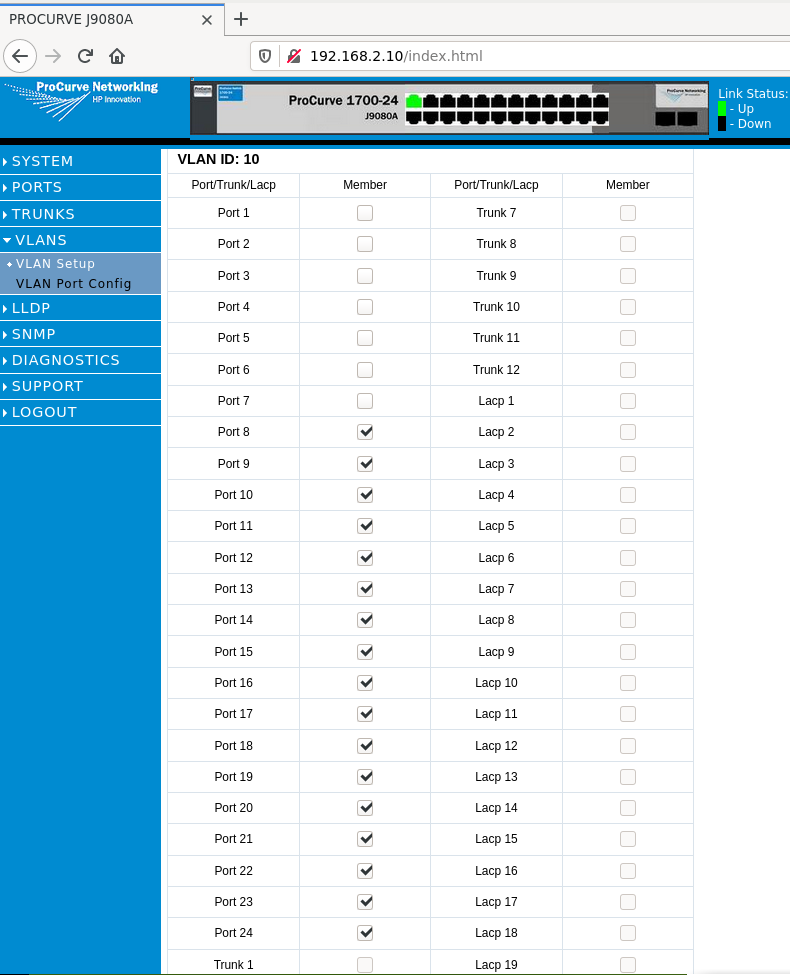 PROCURVE J9080A
192.168.2.10/index.html
ProCurve Networking
HP Innovation
ProCurve 1700-24
J9080A
ProCurve Networking
Link Status:
- Up
- Down
SYSTEM
PORTS
TRUNKS
VLANS
VLAN Setup
VLAN Port Config
LLDP
SNMP
DIAGNOSTICS
SUPPORT
LOGOUT
VLAN ID: 10
Port/Trunk/Lacp Member Port/Trunk/Lacp Member
Port 1 Trunk 7
Port 2 Trunk 8
Port 3 Trunk 9
Port 4 Trunk 10
Port 5 Trunk 11
Port 6 Trunk 12
Port 7 Lacp 1
Port 8 Lacp 2
Port 9 Lacp 3
Port 10 Lacp 4
Port 11 Lacp 5
Port 12 Lacp 6
Port 13 Lacp 7
Port 14 Lacp 8
Port 15 Lacp 9
Port 16 Lacp 10
Port 17 Lacp 11
Port 18 Lacp 12
Port 19 Lacp 13
Port 20 Lacp 14
Port 21 Lacp 15
Port 22 Lacp 16
Port 23 Lacp 17
Port 24 Lacp 18
Trunk 1 Lacp 19